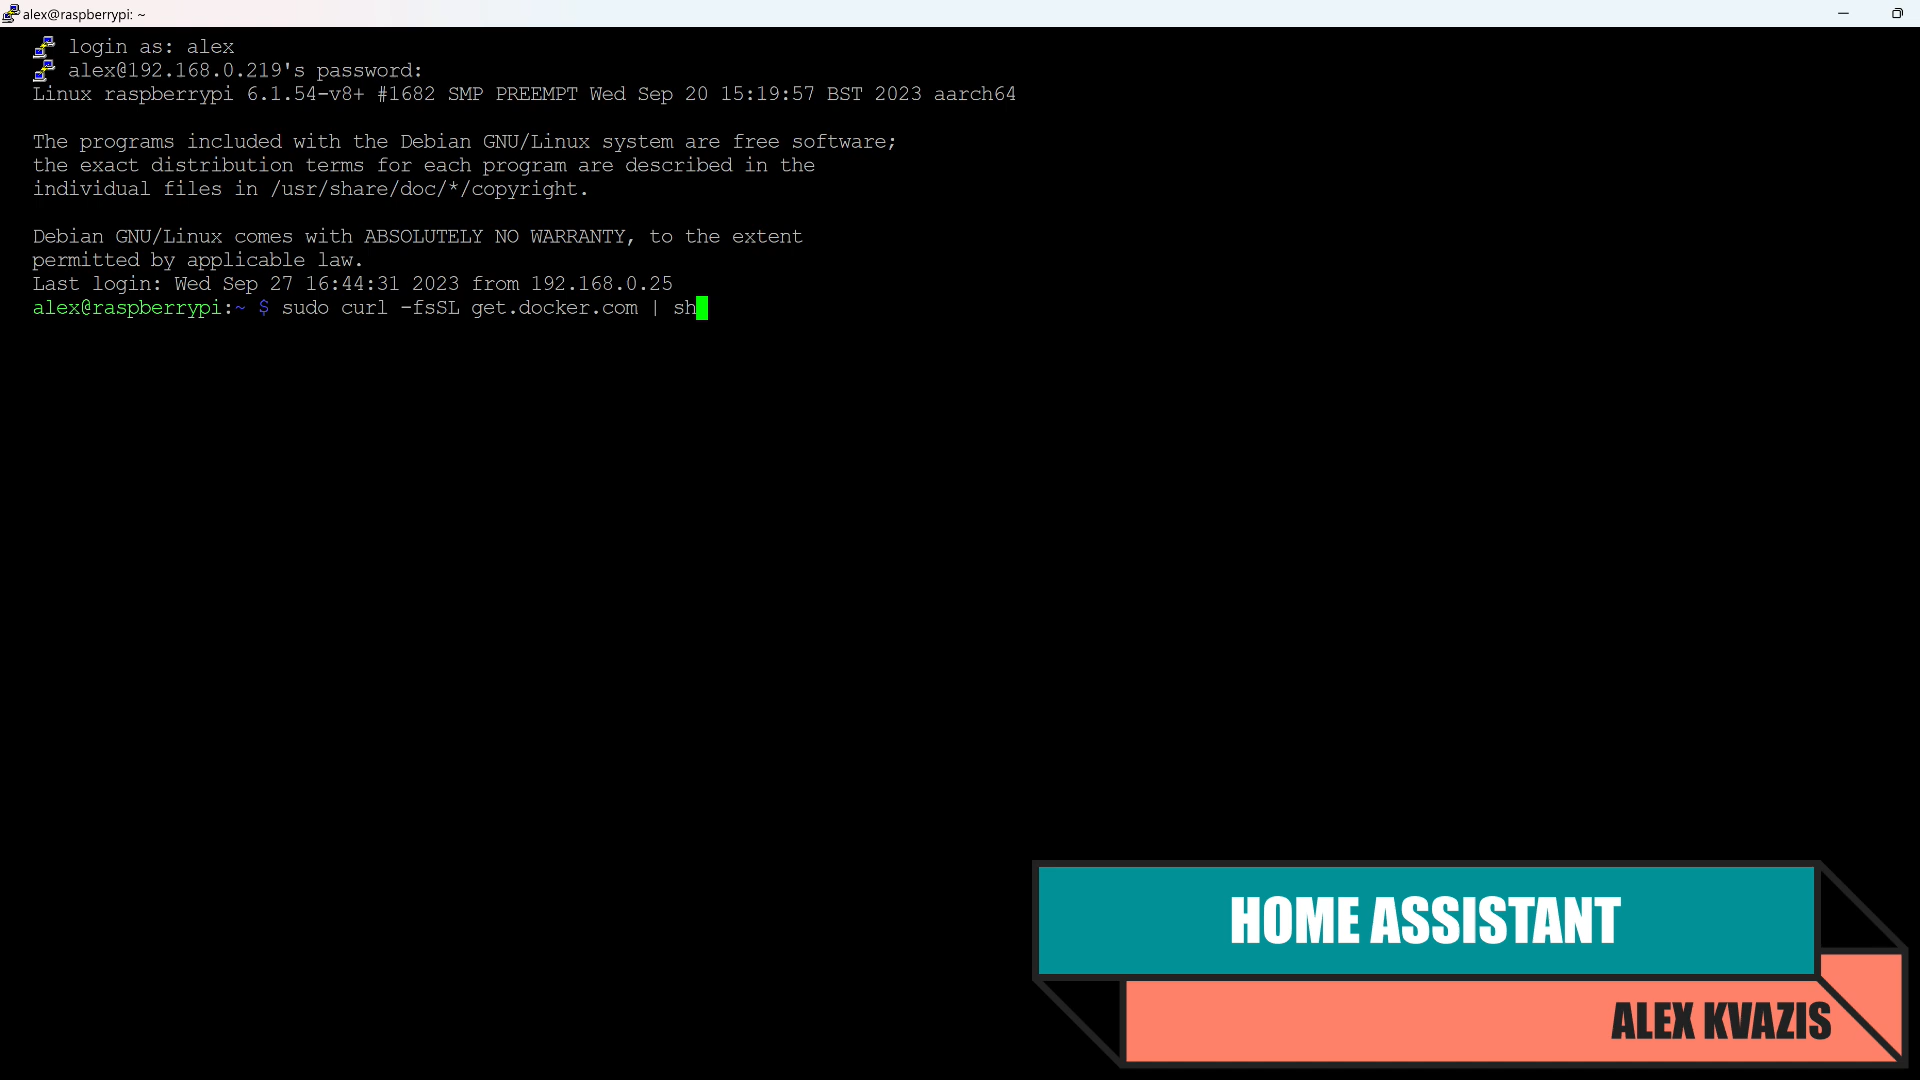 alex@raspberrypi: ~
login as: alex
alex@192.168.0.219's password:
Linux raspberrypi 6.1.54-v8+ #1682 SMP PREEMPT Wed Sep 20 15:19:57 BST 2023 aarch64
The programs included with the Debian GNU/Linux system are free software;
the exact distribution terms for each program are described in the
individual files in /usr/share/doc/*/copyright.
Debian GNU/Linux comes with ABSOLUTELY NO WARRANTY, to the extent
permitted by applicable law.
Last login: Wed Sep 27 16:44:31 2023 from 192.168.0.25
alex@raspberrypi:~ $ sudo curl -fsSL get.docker.com | sh
HOME ASSISTANT
ALEX KVAZIS